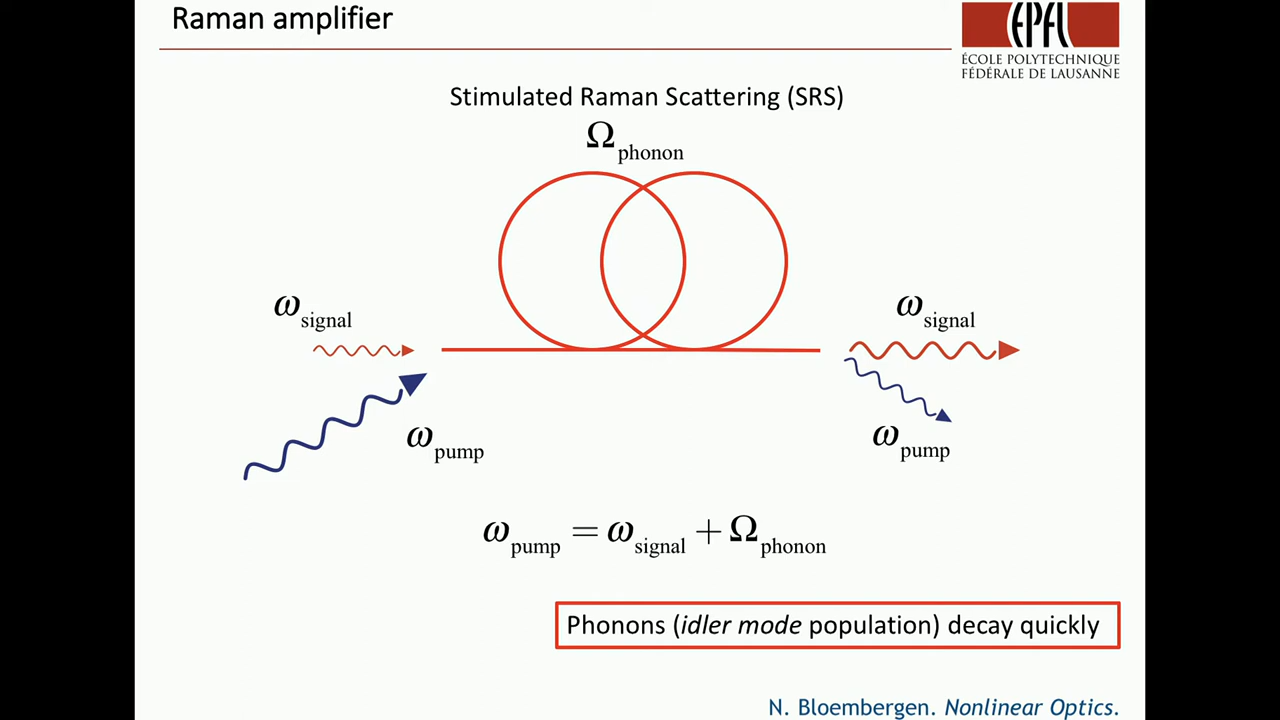 Raman amplifier
EPFL
ÉCOLE POLYTECHNIQUE
FÉDÉRALE DE LAUSANNE
Stimulated Raman Scattering (SRS)
Ω phonon
ω signal
ω signal
ω pump
ω pump
ω pump = ω signal + Ω phonon
Phonons (idler mode population) decay quickly
N. Bloembergen. Nonlinear Optics.